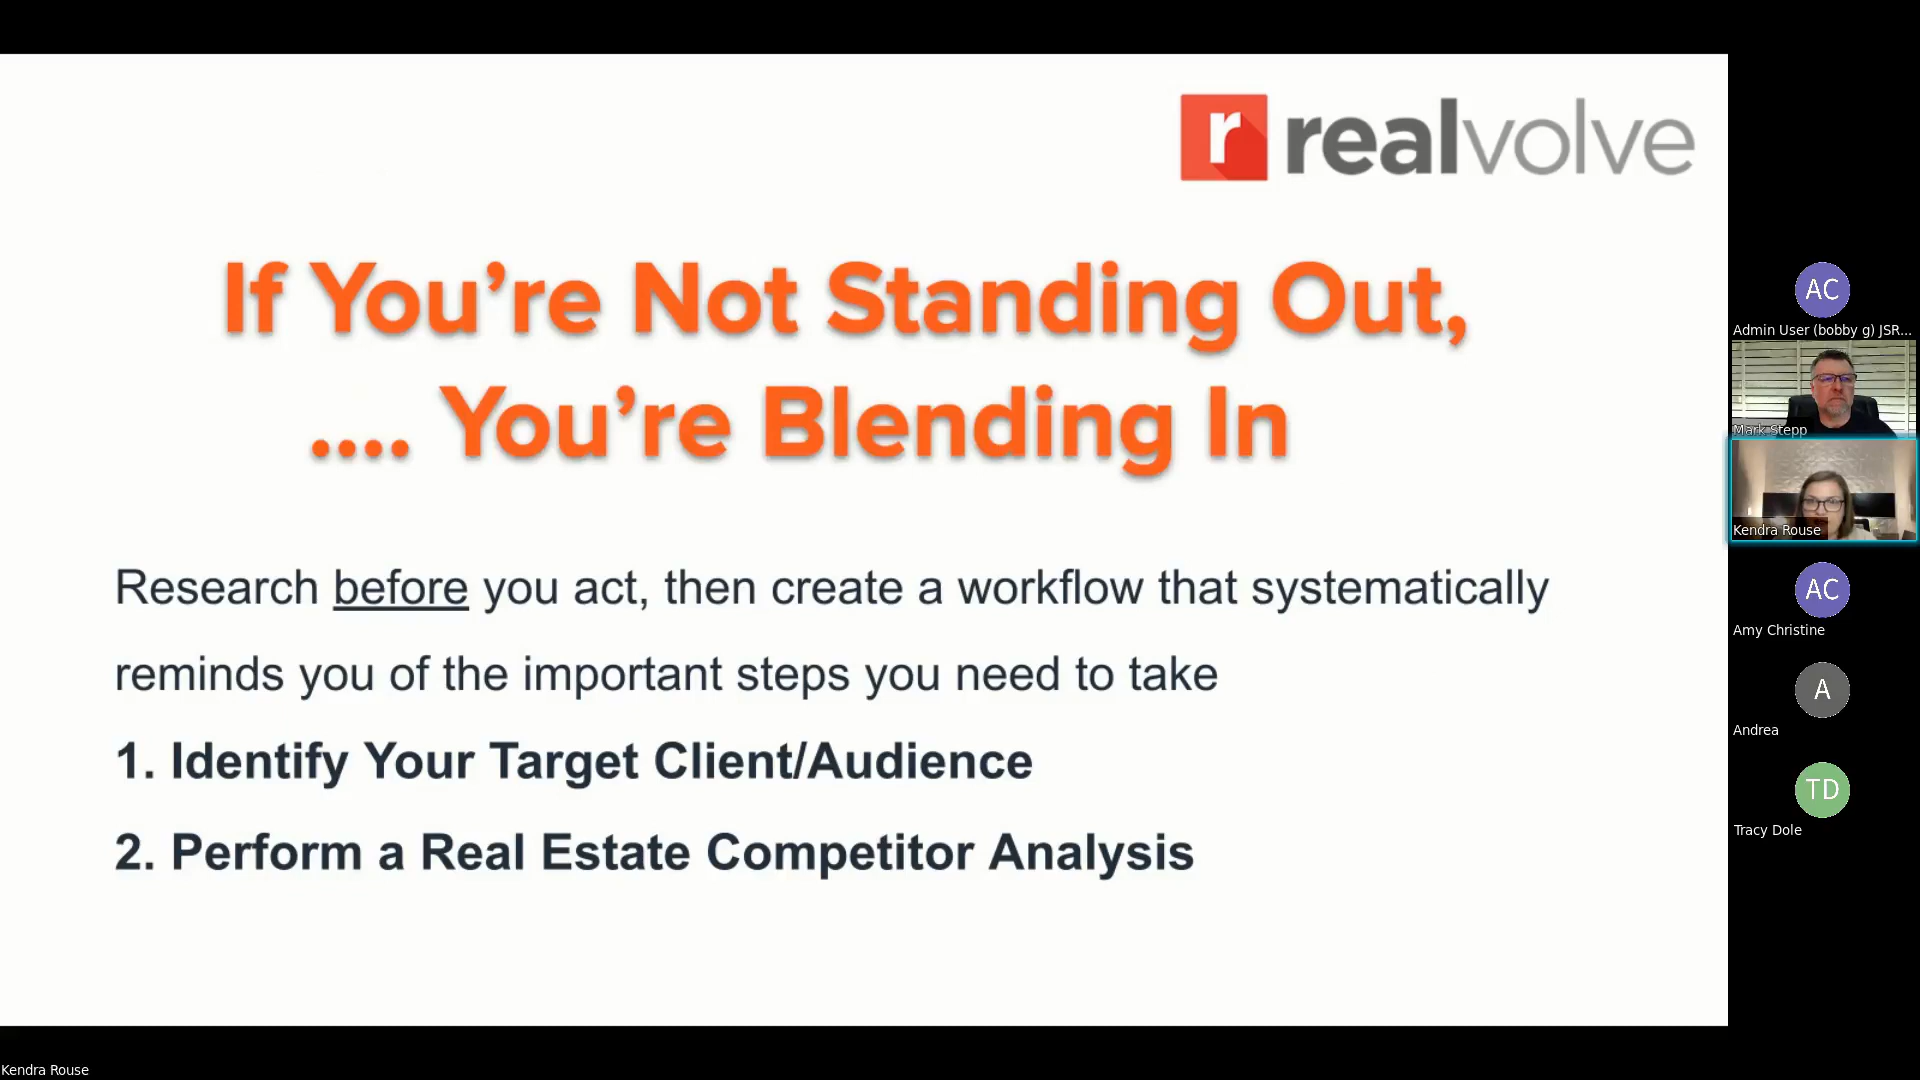 r realvolve
If You’re Not Standing Out,
.... You’re Blending In
Research before you act, then create a workflow that systematically
reminds you of the important steps you need to take
1. Identify Your Target Client/Audience
2. Perform a Real Estate Competitor Analysis
AC
Admin User (bobby g) JSR...
Mark Stepp
Kendra Rouse
AC
Amy Christine
A
Andrea
TD
Tracy Dole
Kendra Rouse